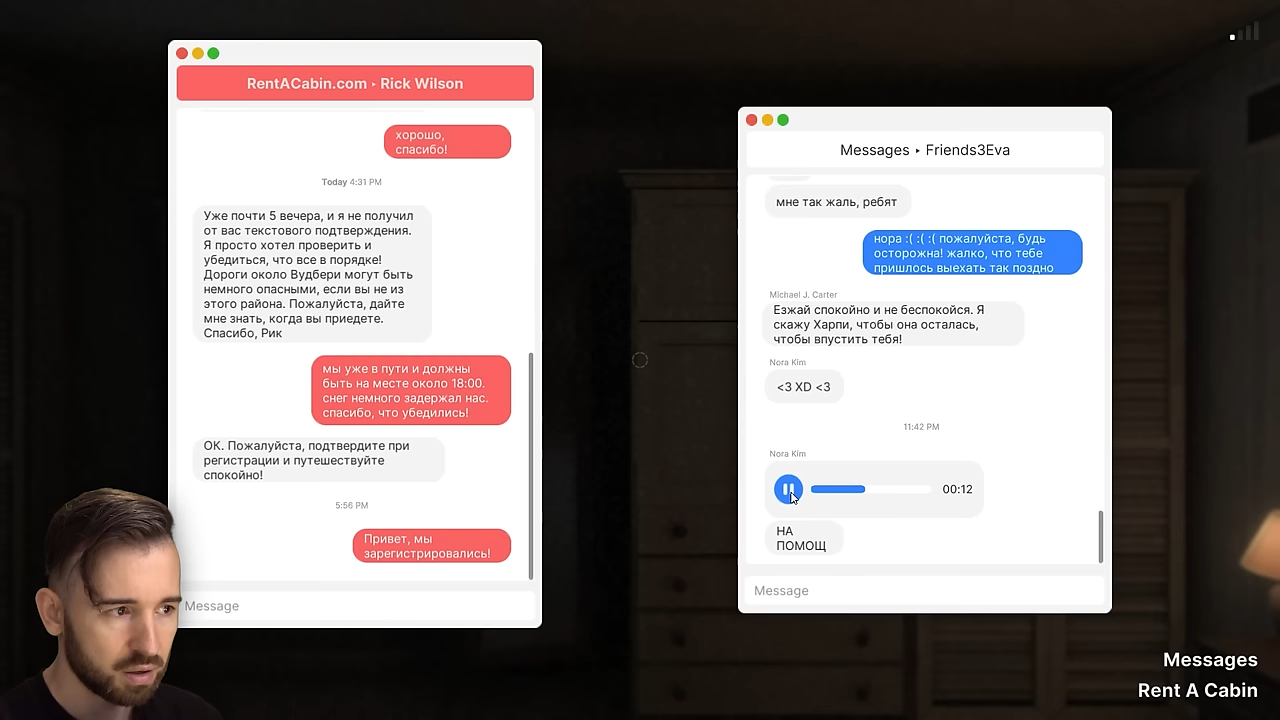 RentACabin.com ‣ Rick Wilson
хорошо,
спасибо!
Today 4:31 PM
Уже почти 5 вечера, и я не получил
от вас текстового подтверждения.
Я просто хотел проверить и
убедиться, что все в порядке!
Дороги около Вудбери могут быть
немного опасными, если вы не из
этого района. Пожалуйста, дайте
мне знать, когда вы приедете.
Спасибо, Рик
мы уже в пути и должны
быть на месте около 18:00.
снег немного задержал нас.
спасибо, что убедились!
ОК. Пожалуйста, подтвердите при
регистрации и путешествуйте
спокойно!
5:56 PM
Привет, мы
зарегистрировались!
Message
Messages ‣ Friends3Eva
мне так жаль, ребят
нора :( :( :( пожалуйста, будь
осторожна! жалко, что тебе
пришлось выехать так поздно
Michael J. Carter
Езжай спокойно и не беспокойся. Я
скажу Харпи, чтобы она осталась,
чтобы впустить тебя!
Nora Kim
<3 XD <3
11:42 PM
Nora Kim
00:12
НА
ПОМОЩ
Message
Messages
Rent A Cabin